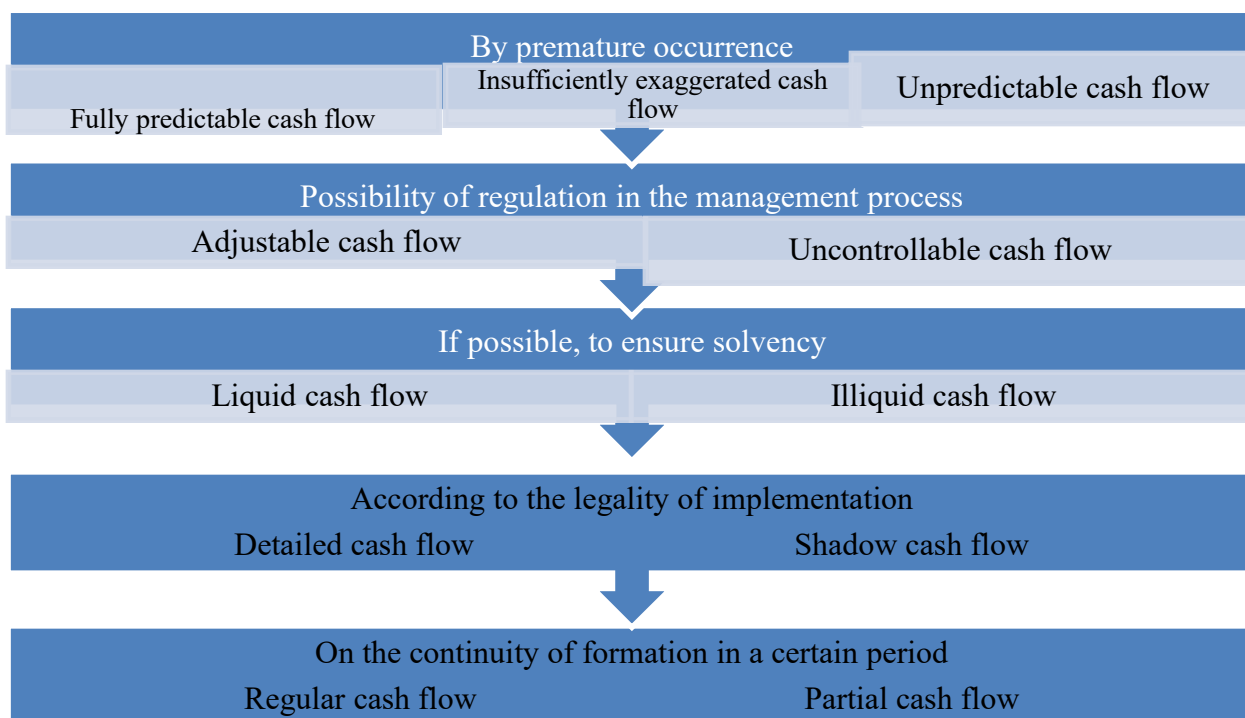 By premature occurrence
Fully predictable cash flow
Insufficiently exaggerated cash
flow
Unpredictable cash flow
Possibility of regulation in the management process
Adjustable cash flow
Uncontrollable cash flow
If possible, to ensure solvency
Liquid cash flow
Illiquid cash flow
According to the legality of implementation
Detailed cash flow
Shadow cash flow
On the continuity of formation in a certain period
Regular cash flow
Partial cash flow